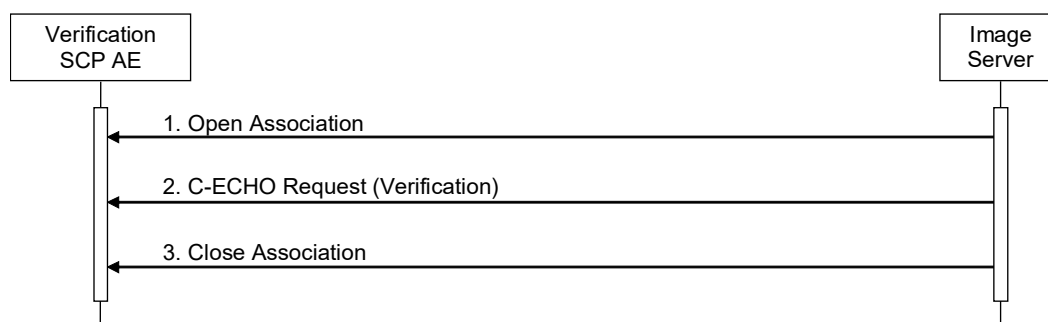 Verification
SCP AE
Image
Server
1. Open Association
2. C-ECHO Request (Verification)
3. Close Association